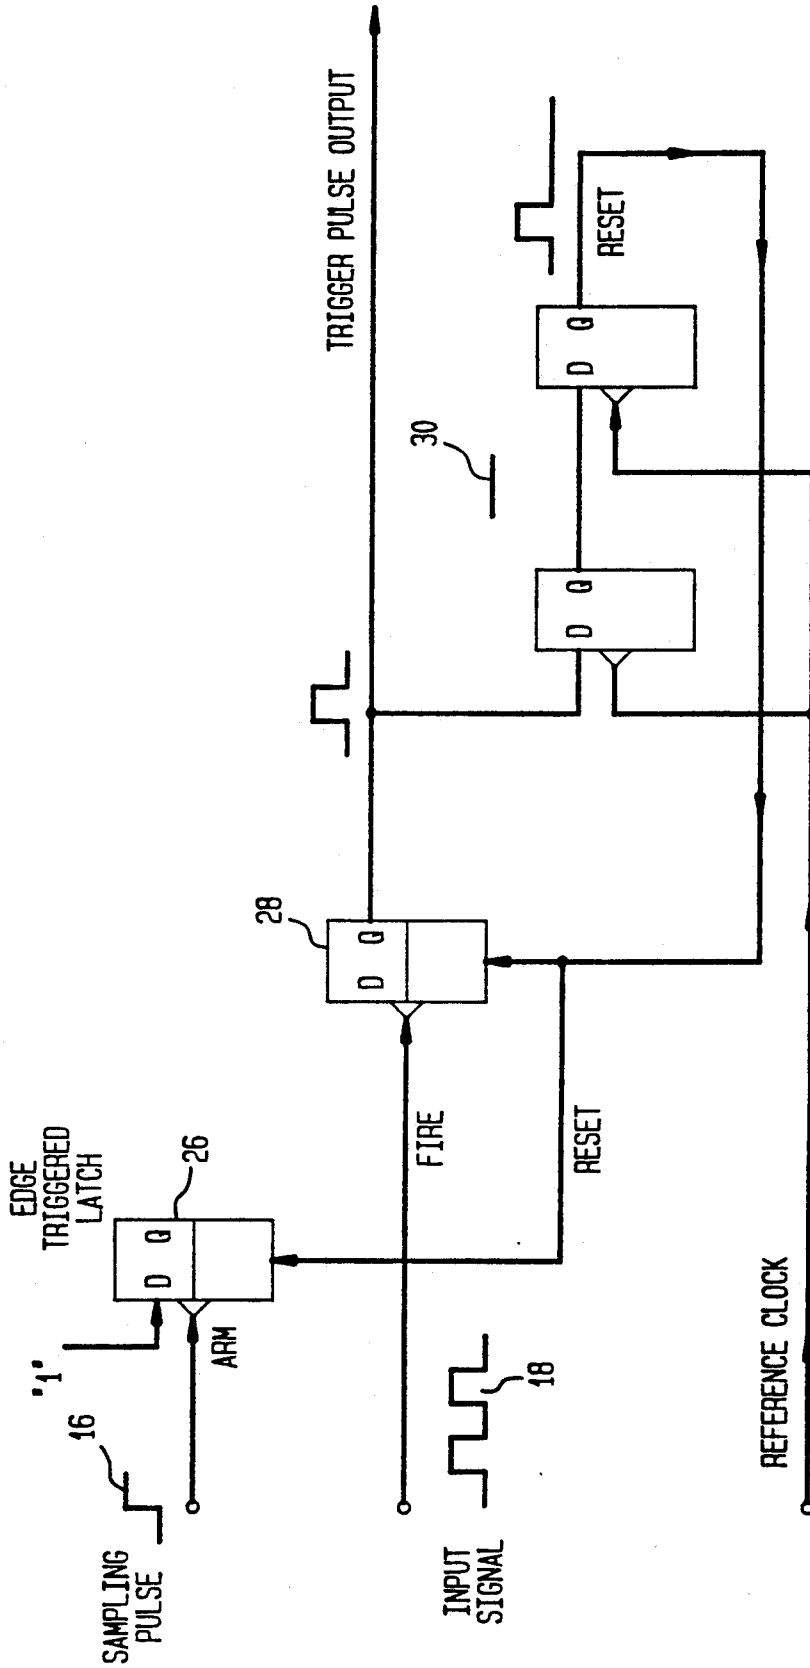 EDGE
TRIGGERED
LATCH
"1"
D Q
26
SAMPLING
PULSE
16
ARM
28
D Q
TRIGGER PULSE OUTPUT
INPUT
SIGNAL
18
FIRE
30
D Q
D Q
RESET
RESET
REFERENCE CLOCK